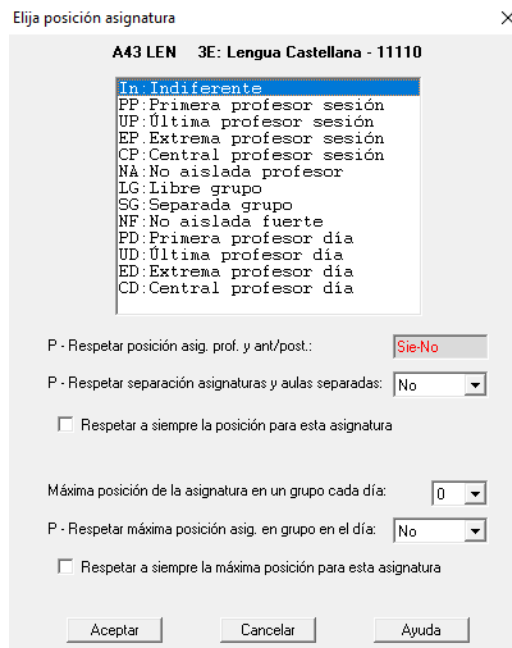 Elija posición asignatura
A43 LEN 3E: Lengua Castellana - 11110
In:Indiferente
PP:Primera profesor sesión
UP:Última profesor sesión
EP.Extrema profesor sesión
CP:Central profesor sesión
NA:No aislada profesor
LG:Libre grupo
SG:Separada grupo
NF:No aislada fuerte
PD:Primera profesor día
UD:Última profesor día
ED:Extrema profesor día
CD:Central profesor día
P - Respetar posición asig. prof. y ant/post.: Sie-No
P - Respetar separación asignaturas y aulas separadas: No
Respetar a siempre la posición para esta asignatura
Máxima posición de la asignatura en un grupo cada día: 0
P - Respetar máxima posición asig. en grupo en el día: No
Respetar a siempre la máxima posición para esta asignatura
Aceptar Cancelar Ayuda